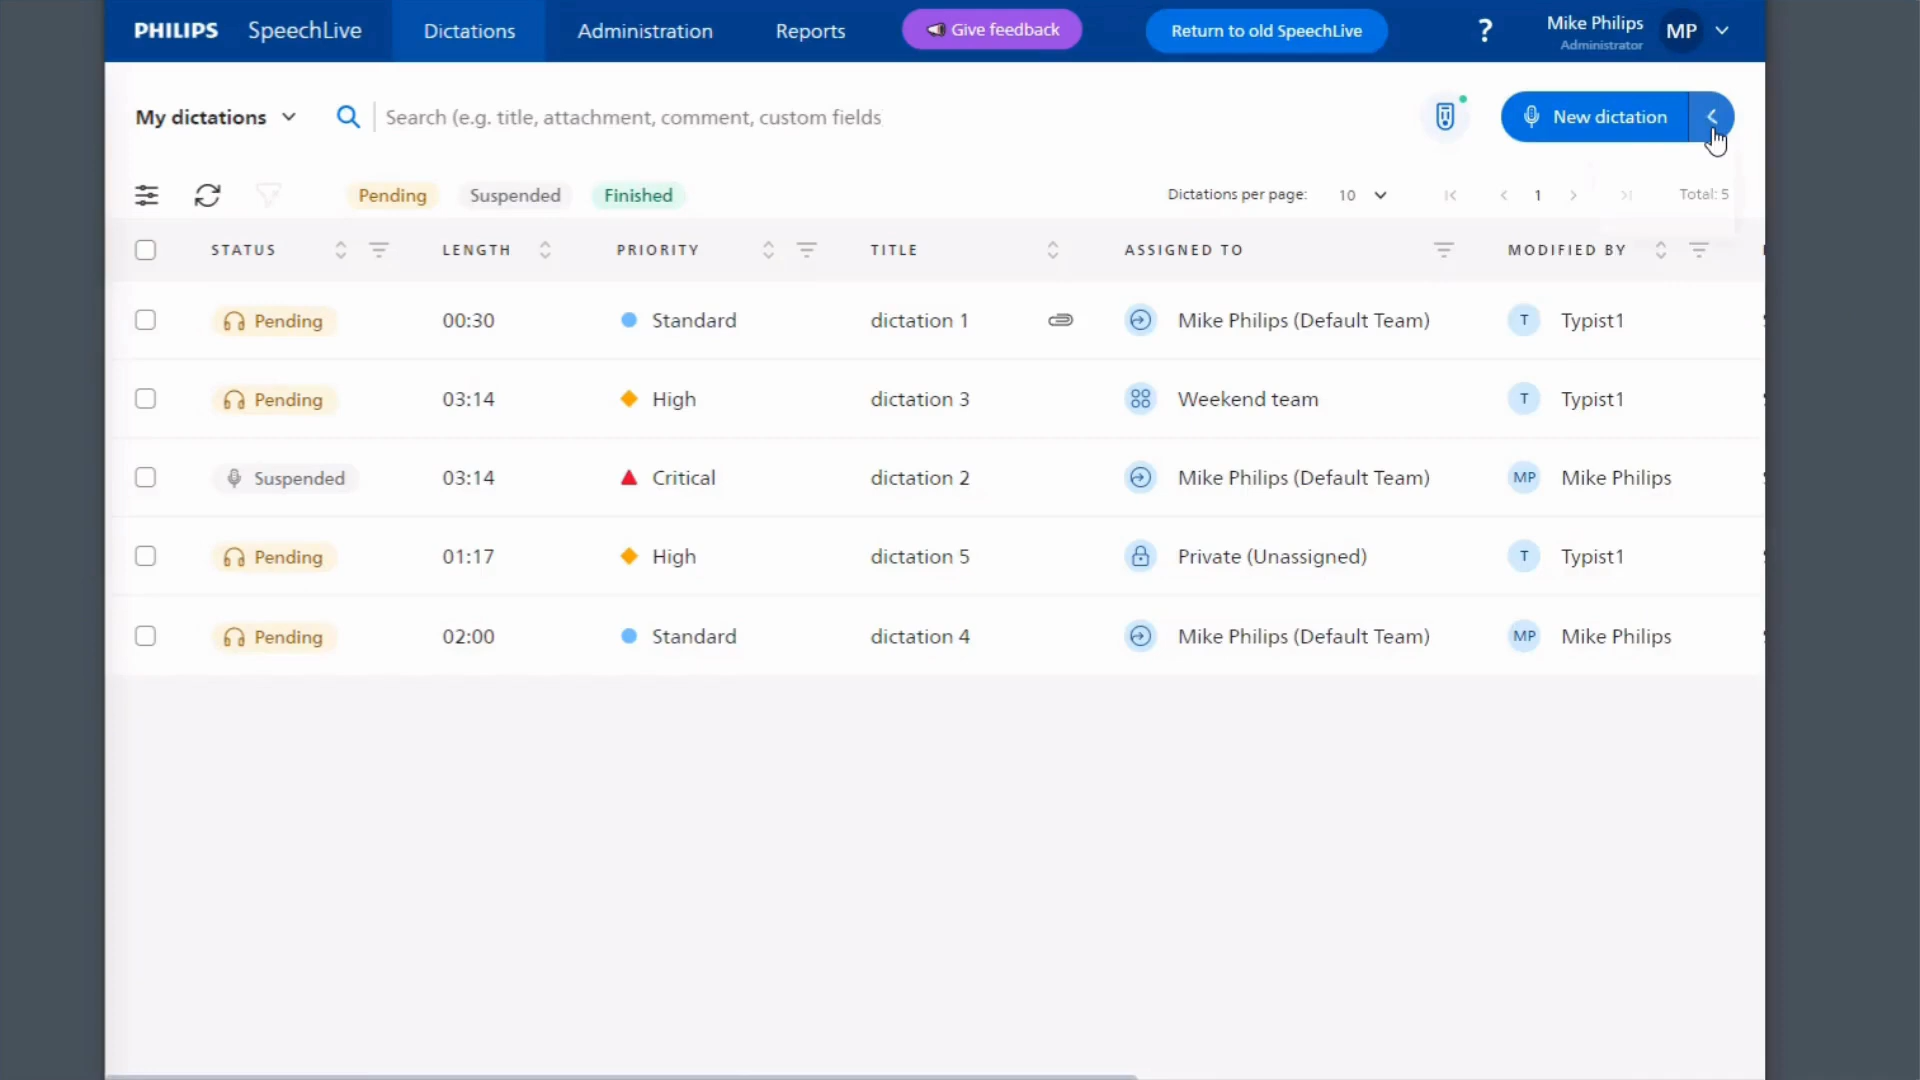 PHILIPS SpeechLive Dictations Administration Reports Give feedback Return to old SpeechLive ? Mike Philips MP
Administrator
My dictations Search (e.g. title, attachment, comment, custom fields New dictation
Pending Suspended Finished Dictations per page: 10 1 Total: 5
STATUS LENGTH PRIORITY TITLE ASSIGNED TO MODIFIED BY
Pending 00:30 Standard dictation 1 Mike Philips (Default Team) T Typist1
Pending 03:14 High dictation 3 Weekend team T Typist1
Suspended 03:14 Critical dictation 2 Mike Philips (Default Team) MP Mike Philips
Pending 01:17 High dictation 5 Private (Unassigned) T Typist1
Pending 02:00 Standard dictation 4 Mike Philips (Default Team) MP Mike Philips